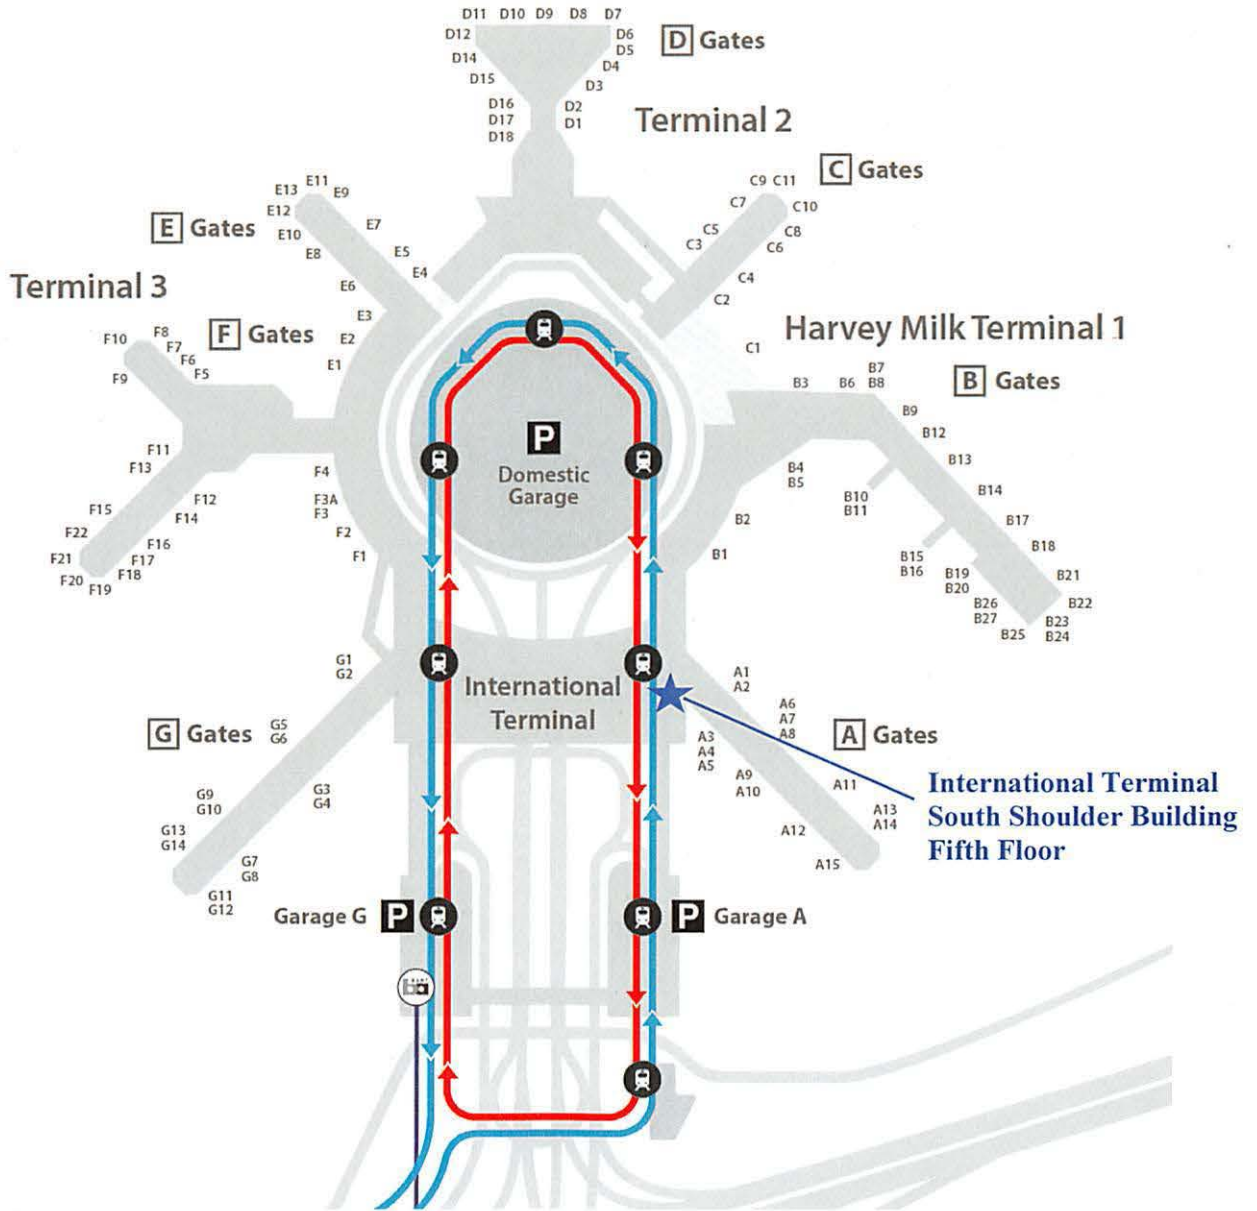 D11 D10 D9 D8 D7
D12
D6
D5
D14
D4
D15
D3
D16
D17
D18
D2
D1
D Gates
Terminal 2
C9 C11
C Gates
C7
C10
C5
C8
C3
C6
C4
C2
C1
E13 E11 E9
E12
E10
E7
E8
E5
E4
E6
E3
E2
E1
E Gates
Terminal 3
F Gates
F10
F8
F7
F6
F5
F9
F11
F13
F4
F12
F3A
F3
F15
F14
F22
F2
F16
F21
F17
F1
F20
F18
F19
Harvey Milk Terminal 1
B Gates
B7
B3 B6 B8
B9
B12
B13
B4
B5
B14
B10
B11
B2
B17
B1
B18
B15
B16
B19
B20
B21
B26
B27
B22
B23
B25 B24
P
Domestic
Garage
G1
G2
International
Terminal
A1
A2
G Gates
G5
G6
A6
A7
A8
A Gates
A3
A4
A5
A9
A10
A11
G3
G4
G9
G10
A13
A14
G13
G14
A12
G7
G8
A15
G11
G12
International Terminal
South Shoulder Building
Fifth Floor
Garage G P
P Garage A
ba